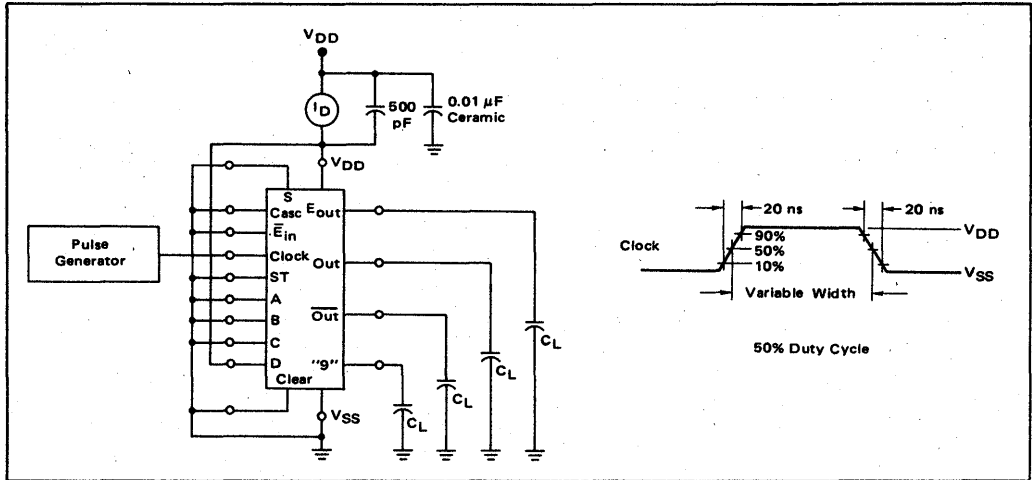 VDD
ID
500 pF
0.01 μF Ceramic
VDD
S
Casc
E̅in
Clock
ST
A
B
C
D
Clear
Eout
Out
O̅u̅t̅
"9"
VSS
Pulse Generator
CL
CL
CL
CL
Clock
20 ns
20 ns
90%
50%
10%
VDD
VSS
Variable Width
50% Duty Cycle